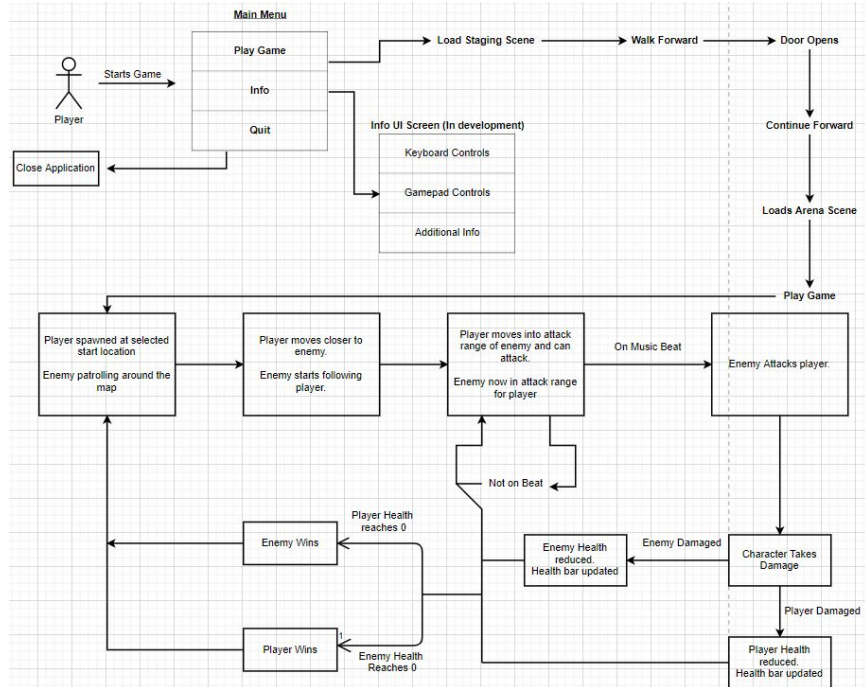 Main Menu
Play Game
Info
Quit
Starts Game
Player
Close Application
Load Staging Scene
Walk Forward
Door Opens
Continue Forward
Loads Arena Scene
Play Game
Info UI Screen (In development)
Keyboard Controls
Gamepad Controls
Additional Info
Player spawned at selected
start location
Enemy patrolling around the
map
Player moves closer to
enemy.
Enemy starts following
player.
Player moves into attack
range of enemy and can
attack.
Enemy now in attack range
for player
On Music Beat
Enemy Attacks player.
Not on Beat
Character Takes
Damage
Enemy Damaged
Enemy Health
reduced.
Health bar updated
Player Damaged
Player Health
reduced.
Health bar updated
Player Health
reaches 0
Enemy Wins
1
Enemy Health
Reaches 0
Player Wins